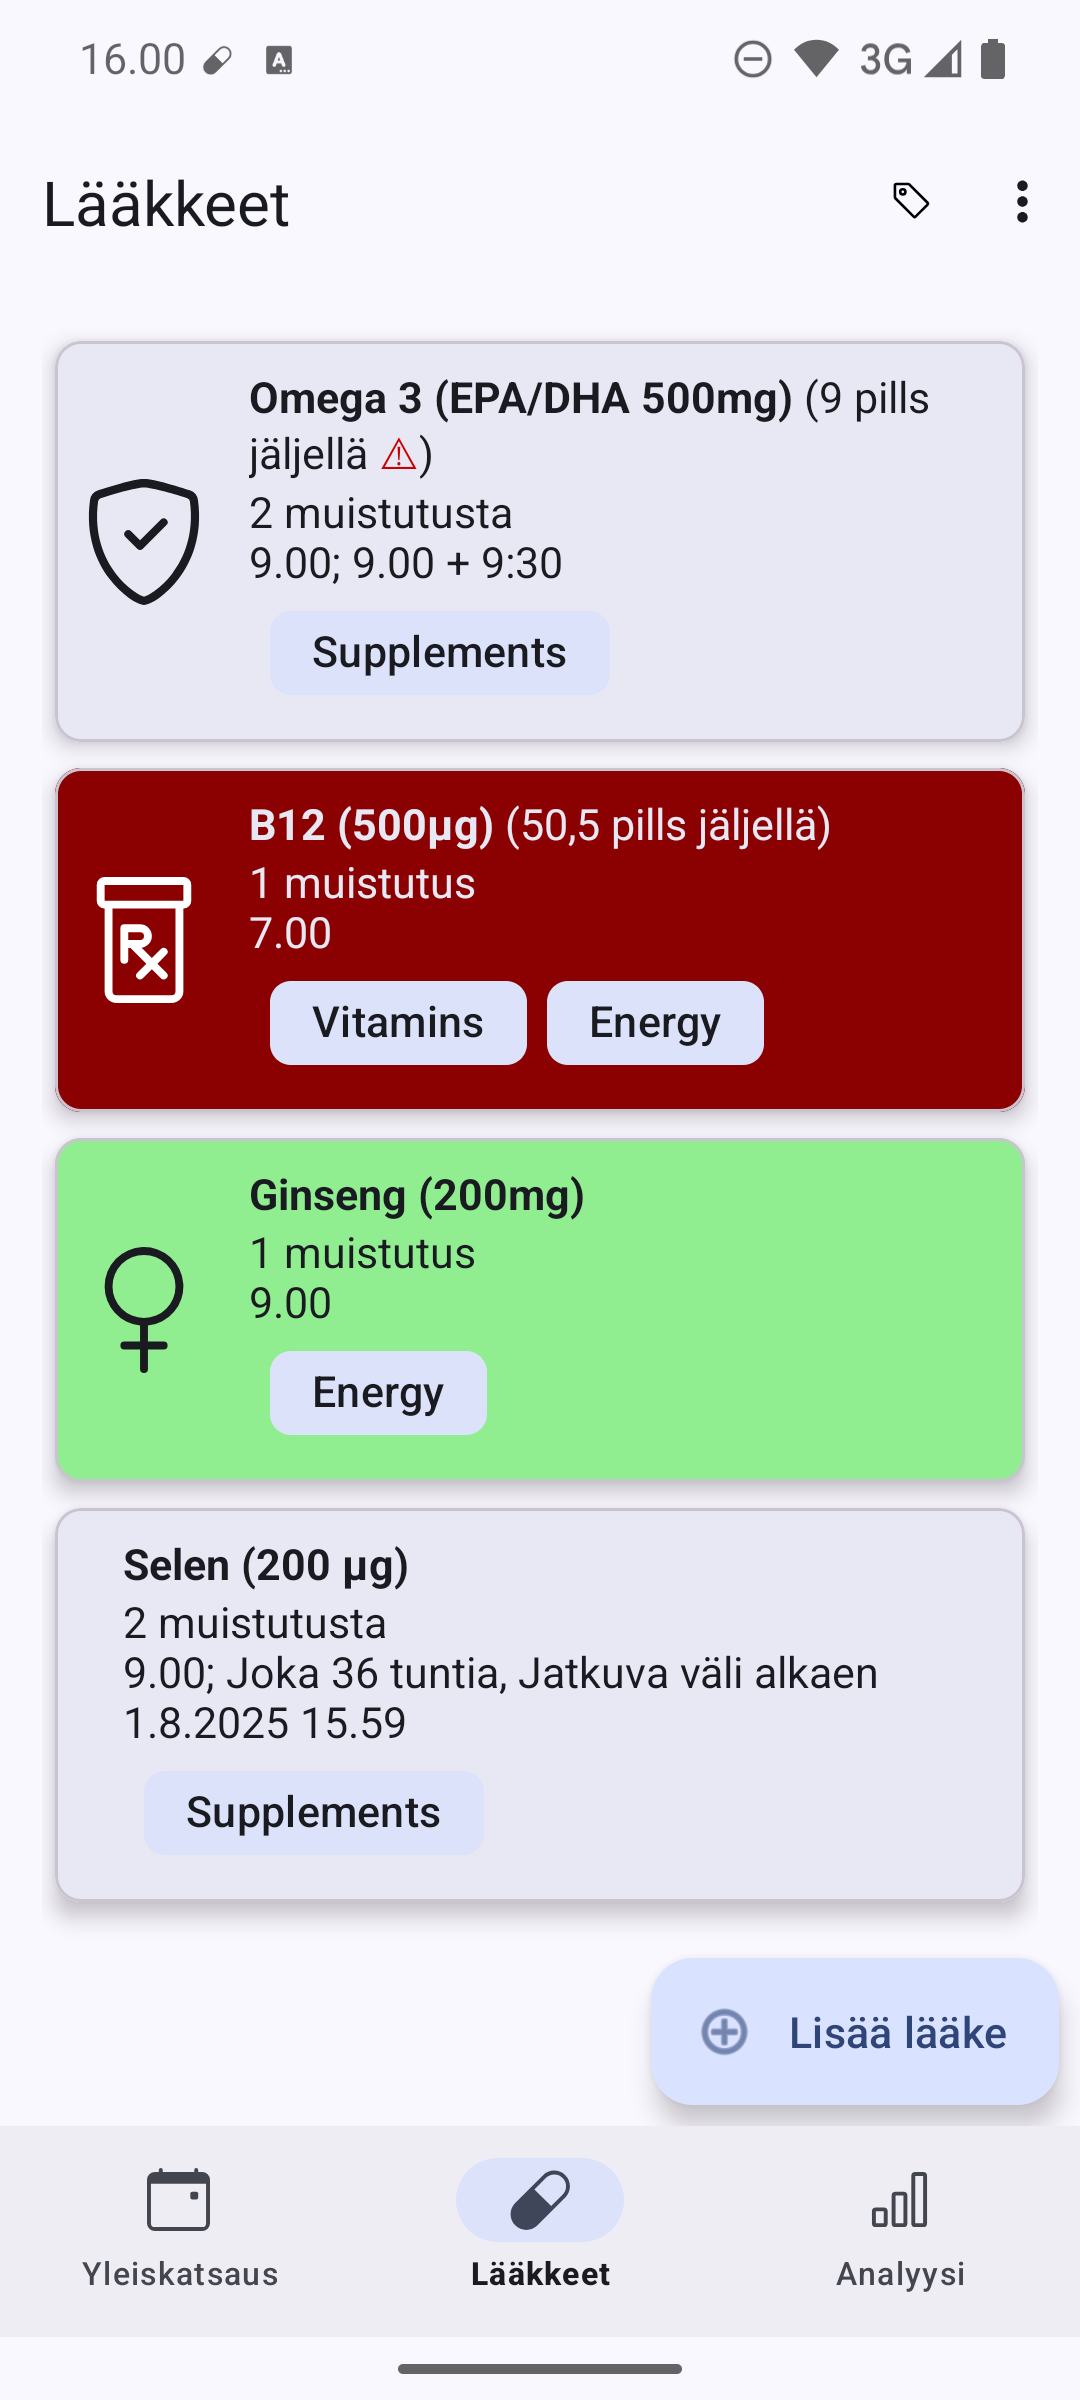 16.00
3G
Lääkkeet
Omega 3 (EPA/DHA 500mg) (9 pills
jäljellä ⚠)
2 muistutusta
9.00; 9.00 + 9:30
Supplements
B12 (500µg) (50,5 pills jäljellä)
1 muistutus
7.00
Vitamins Energy
Ginseng (200mg)
1 muistutus
9.00
Energy
Selen (200 µg)
2 muistutusta
9.00; Joka 36 tuntia, Jatkuva väli alkaen
1.8.2025 15.59
Supplements
Lisää lääke
Yleiskatsaus Lääkkeet Analyysi